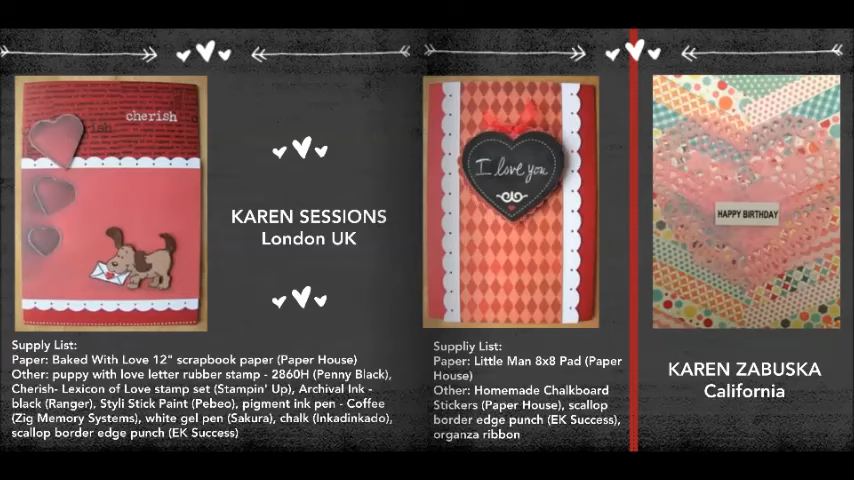 cherish
KAREN SESSIONS
London UK
Supply List:
Paper: Baked With Love 12" scrapbook paper (Paper House)
Other: puppy with love letter rubber stamp - 2860H (Penny Black),
Cherish- Lexicon of Love stamp set (Stampin' Up), Archival Ink -
black (Ranger), Styli Stick Paint (Pebeo), pigment ink pen - Coffee
(Zig Memory Systems), white gel pen (Sakura), chalk (Inkadinkado),
scallop border edge punch (EK Success)
I love you
Suppliy List:
Paper: Little Man 8x8 Pad (Paper
House)
Other: Homemade Chalkboard
Stickers (Paper House), scallop
border edge punch (EK Success),
organza ribbon
HAPPY BIRTHDAY
KAREN ZABUSKA
California